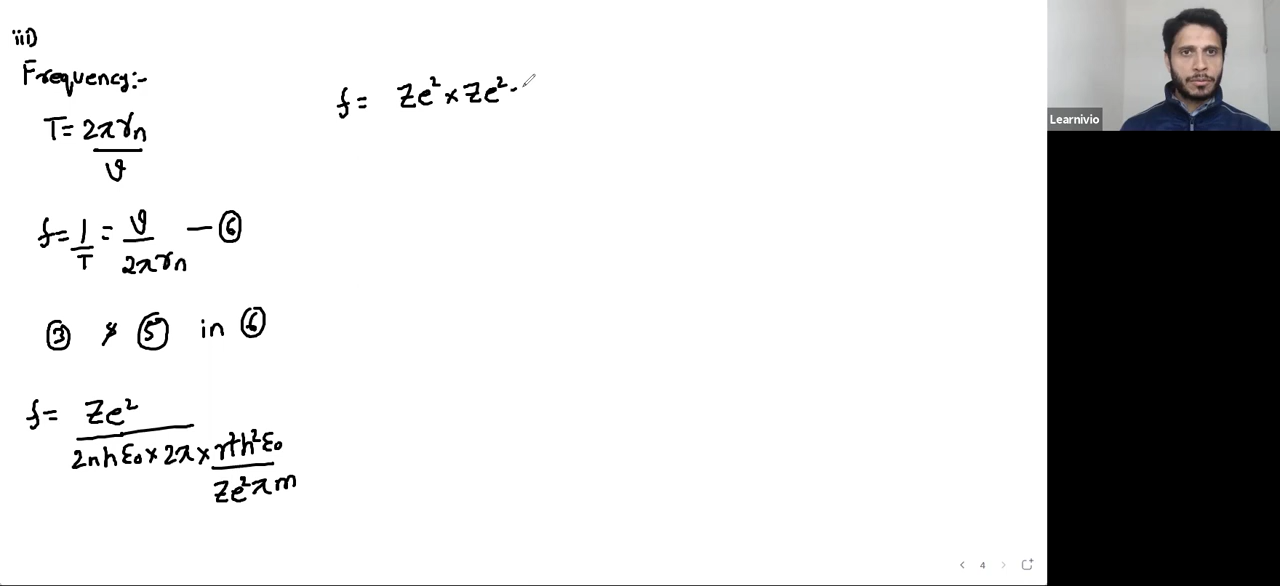 iii)
Frequency:-
T = 2πrn / v
f = 1/T = v / 2πrn — ⑥
③ & ⑤ in ⑥
f = Ze² / 2nhε₀ × 2π × n²h²ε₀ / Ze²πm
f = Ze² × Ze² ·
Learnivio
4